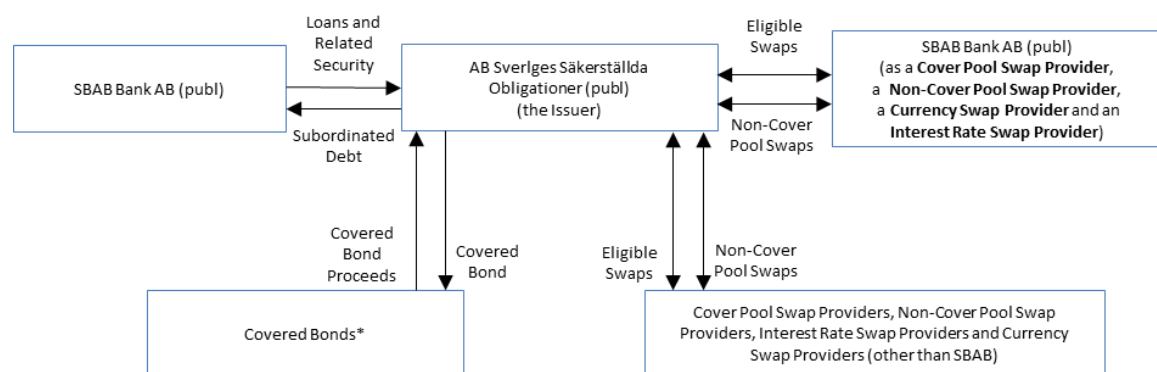 Loans and
Related
Security
SBAB Bank AB (publ)
Subordinated
Debt
AB Sverlges Säkerställda
Obligationer (publ)
(the Issuer)
Eligible
Swaps
Non-Cover
Pool Swaps
SBAB Bank AB (publ)
(as a Cover Pool Swap Provider,
a Non-Cover Pool Swap Provider,
a Currency Swap Provider and an
Interest Rate Swap Provider)
Covered
Bond
Proceeds
Covered
Bond
Eligible
Swaps
Non-Cover
Pool Swaps
Covered Bonds*
Cover Pool Swap Providers, Non-Cover Pool Swap
Providers, Interest Rate Swap Providers and Currency
Swap Providers (other than SBAB)